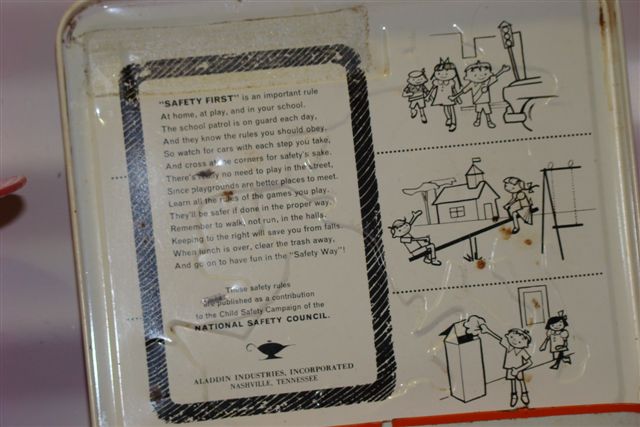 "SAFETY FIRST" is an important rule
At home, at play, and in your school.
The school patrol is on guard each day,
And they know the rules you should obey.
So watch for cars with each step you take,
And cross at the corners for safety's sake.
There's really no need to play in the street,
Since playgrounds are better places to meet.
Learn all the rules of the games you play.
They'll be safer if done in the proper way.
Remember to walk, not run, in the halls.
Keeping to the right will save you from falls
When lunch is over, clear the trash away,
And go on to have fun in the "Safety Way"!
These safety rules
are published as a contribution
to the Child Safety Campaign of the
NATIONAL SAFETY COUNCIL.
ALADDIN INDUSTRIES, INCORPORATED
NASHVILLE, TENNESSEE